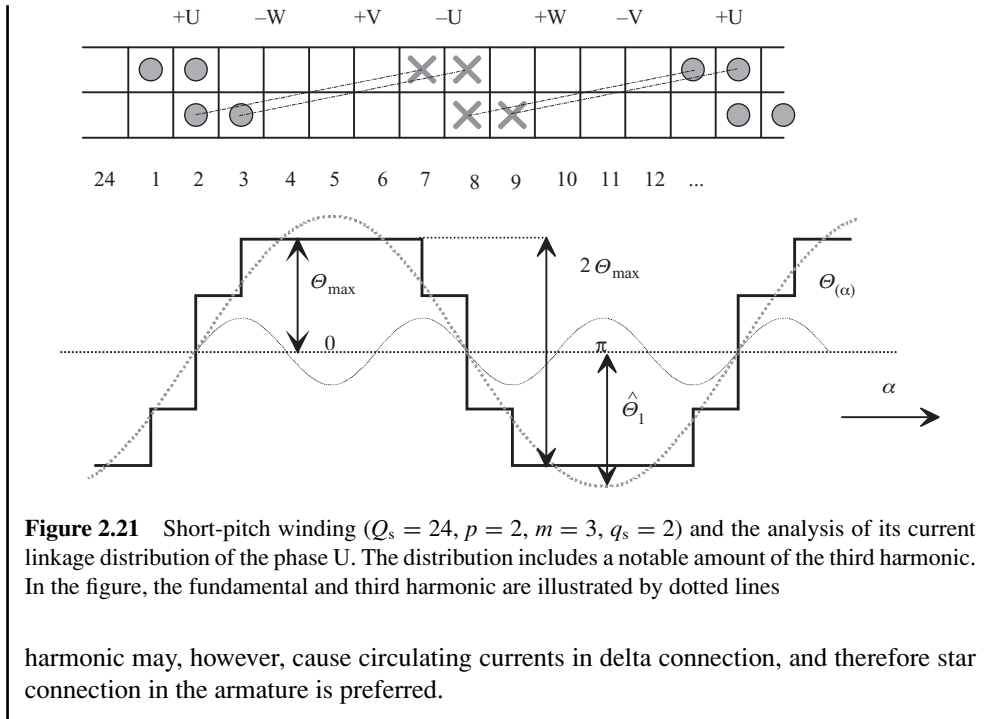 +U –W +V –U +W –V +U
24 1 2 3 4 5 6 7 8 9 10 11 12 ...
Θmax
2 Θmax
Θ(α)
0
π
α
Θ̂1
Figure 2.21 Short-pitch winding (Qs = 24, p = 2, m = 3, qs = 2) and the analysis of its current
linkage distribution of the phase U. The distribution includes a notable amount of the third harmonic.
In the figure, the fundamental and third harmonic are illustrated by dotted lines
harmonic may, however, cause circulating currents in delta connection, and therefore star
connection in the armature is preferred.